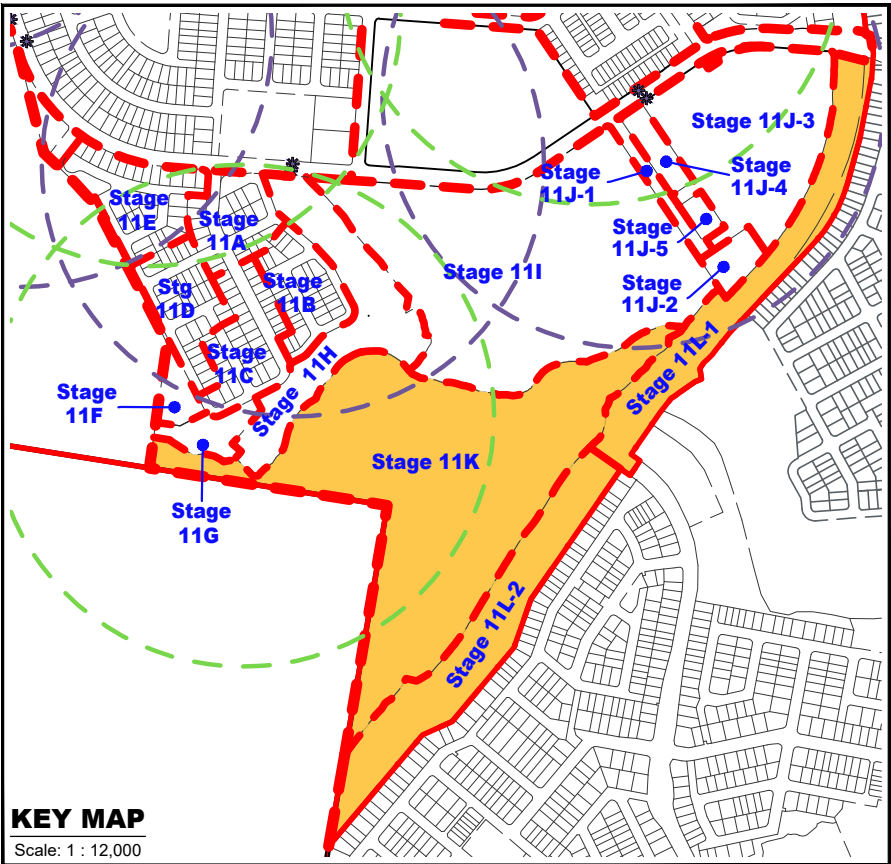 Stage 11J-3
Stage
11J-1
Stage
11J-4
Stage
11E
Stage
11A
Stage
11J-5
Stage 11I
Stage
11J-2
Stg
11D
Stage
11B
Stage
11C
Stage 11H
Stage 11L-1
Stage
11F
Stage 11K
Stage
11G
Stage 11L-2
KEY MAP
Scale: 1 : 12,000